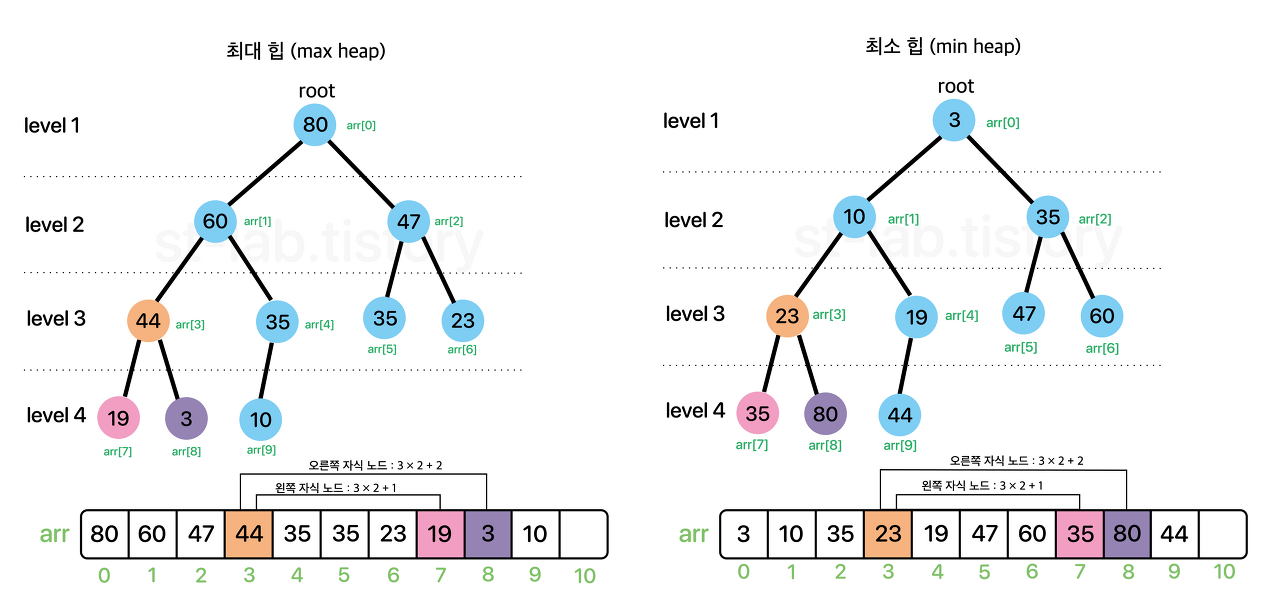 최대 힙 (max heap)
root
level 1
80
arr[0]
level 2
60
arr[1]
47
arr[2]
level 3
44
arr[3]
35
arr[4]
35
arr[5]
23
arr[6]
level 4
19
arr[7]
3
arr[8]
10
arr[9]
오른쪽 자식 노드 : 3 × 2 + 2
왼쪽 자식 노드 : 3 × 2 + 1
arr 80 60 47 44 35 35 23 19 3 10
0 1 2 3 4 5 6 7 8 9 10
st-lab.tistory
최소 힙 (min heap)
root
level 1
3
arr[0]
level 2
10
arr[1]
35
arr[2]
level 3
23
arr[3]
19
arr[4]
47
arr[5]
60
arr[6]
level 4
35
arr[7]
80
arr[8]
44
arr[9]
오른쪽 자식 노드 : 3 × 2 + 2
왼쪽 자식 노드 : 3 × 2 + 1
arr 3 10 35 23 19 47 60 35 80 44
0 1 2 3 4 5 6 7 8 9 10
st-lab.tistory